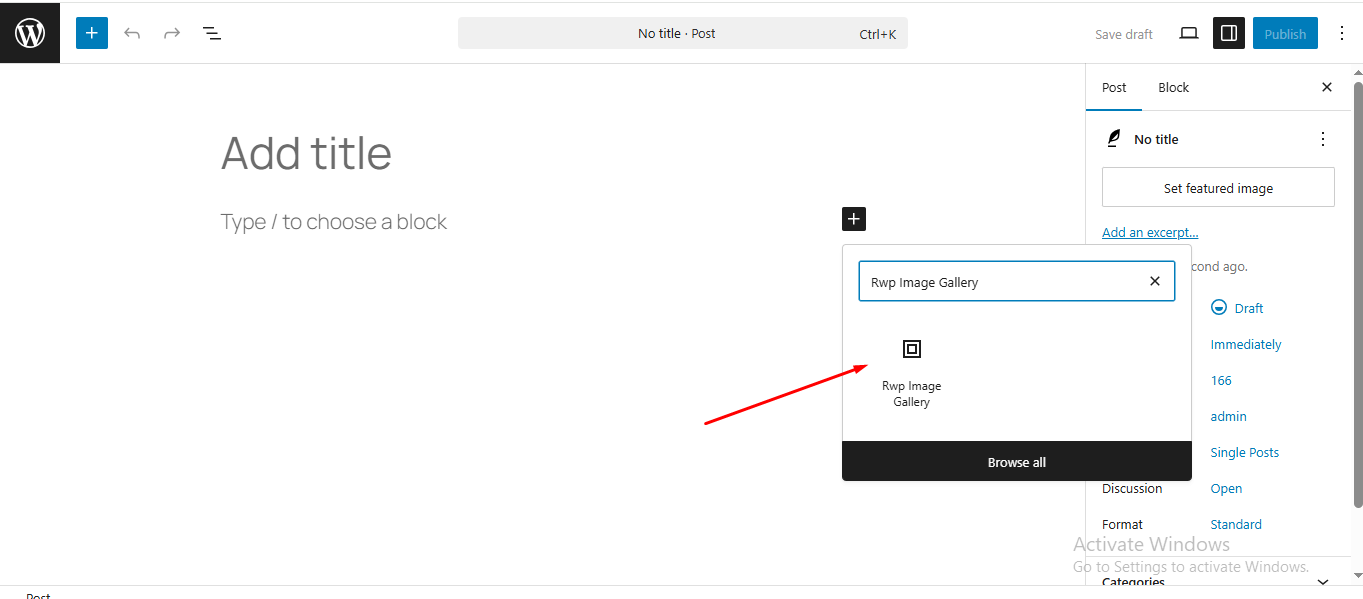 No title · Post
Ctrl+K
Save draft
Publish
Post
Block
No title
Set featured image
Add an excerpt...
cond ago.
Add title
Type / to choose a block
Rwp Image Gallery
Rwp Image
Gallery
Browse all
Draft
Immediately
166
admin
Single Posts
Discussion
Open
Format
Standard
Activate Windows
Go to Settings to activate Windows.
Categories
Post